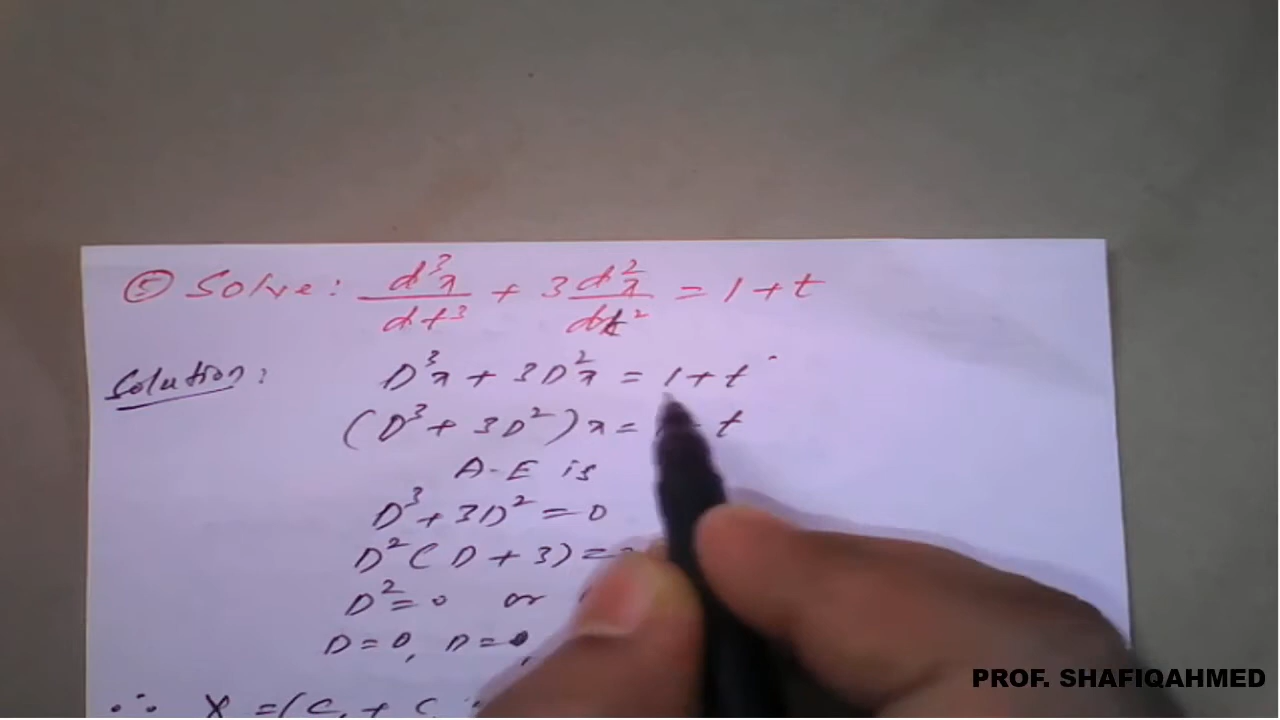 ⑤ Solve: d³x/dt³ + 3 d²x/dt² = 1 + t
Solution: D³x + 3D²x = 1 + t
(D³ + 3D²)x = t
A-E is
D³ + 3D² = 0
D²(D + 3) =
D² = 0 or
D = 0, D = 0,
∴ X = (C₁ + C
PROF. SHAFIQAHMED